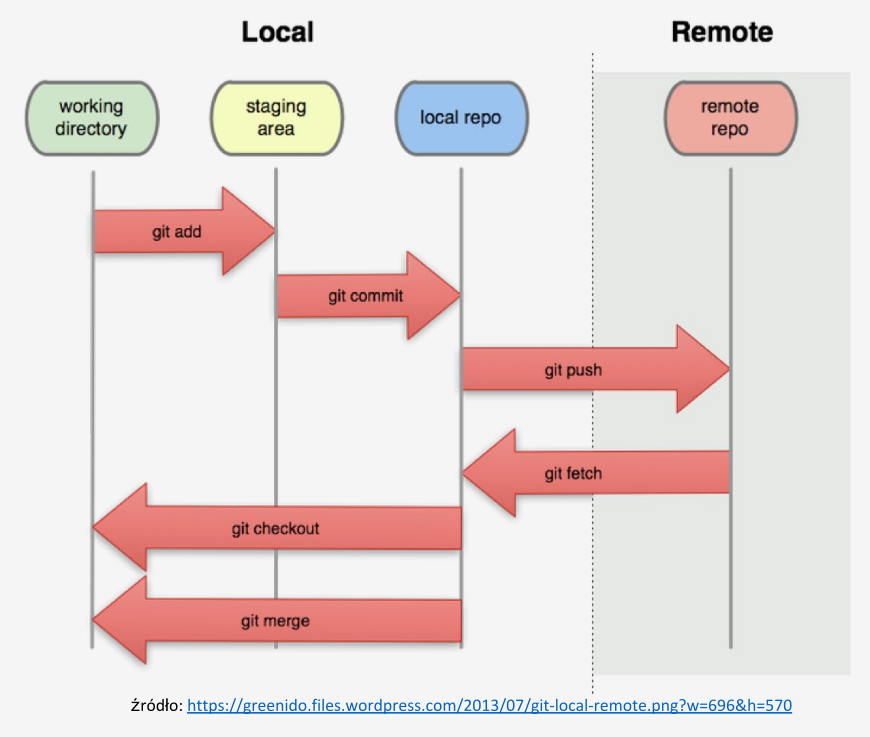 Local
Remote
working
directory
staging
area
local repo
remote
repo
git add
git commit
git push
git fetch
git checkout
git merge
źródło: https://greenido.files.wordpress.com/2013/07/git-local-remote.png?w=696&h=570